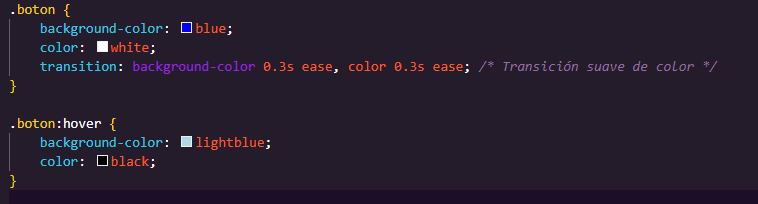 .boton {
    background-color: blue;
    color: white;
    transition: background-color 0.3s ease, color 0.3s ease; /* Transición suave de color */
}

.boton:hover {
    background-color: lightblue;
    color: black;
}